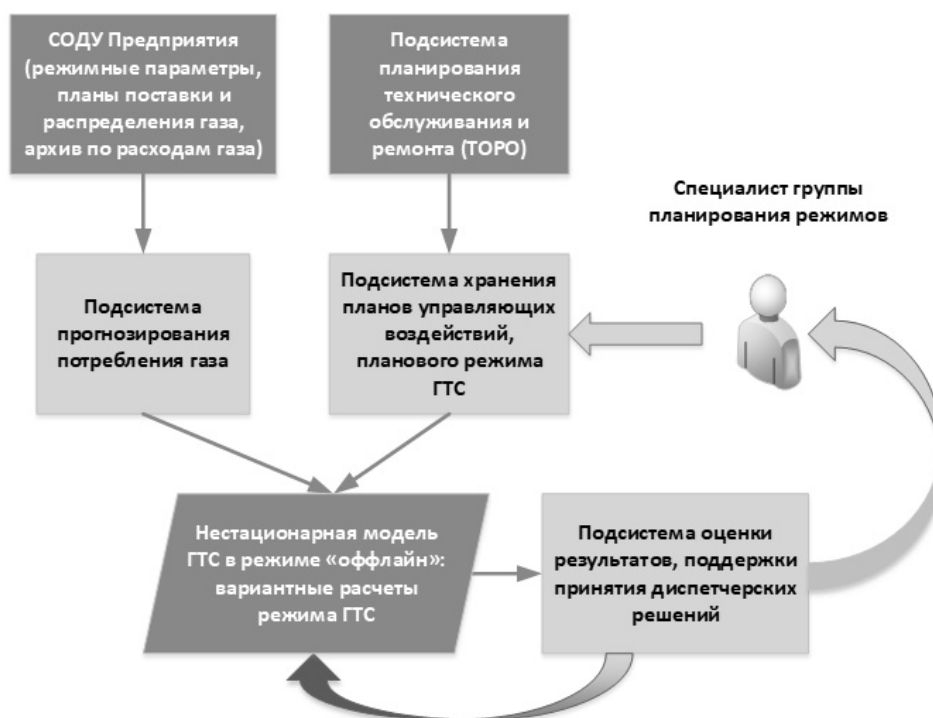 СОДУ Предприятия
(режимные параметры,
планы поставки и
распределения газа,
архив по расходам газа)
Подсистема
планирования
технического
обслуживания и
ремонта (ТОРО)
Специалист группы
планирования режимов
Подсистема
прогнозирования
потребления газа
Подсистема хранения
планов управляющих
воздействий,
планового режима
ГТС
Нестационарная модель
ГТС в режиме «оффлайн»:
вариантные расчеты
режима ГТС
Подсистема оценки
результатов, поддержки
принятия диспетчерских
решений